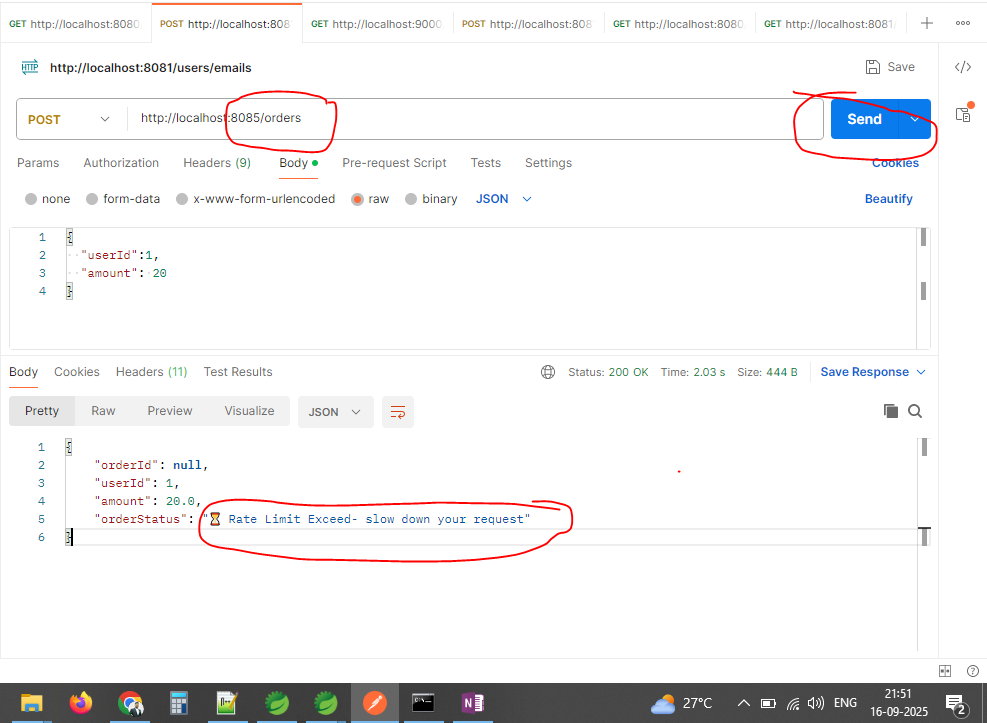 GET http://localhost:8080
POST http://localhost:808
GET http://localhost:9000
POST http://localhost:808
GET http://localhost:8080
GET http://localhost:8081/
HTTP http://localhost:8081/users/emails
Save
POST http://localhost:8085/orders
Send
Params Authorization Headers (9) Body Pre-request Script Tests Settings
Cookies
none form-data x-www-form-urlencoded raw binary JSON
Beautify
1 {
2 "userId":1,
3 "amount": 20
4 }
Body Cookies Headers (11) Test Results
Status: 200 OK Time: 2.03 s Size: 444 B Save Response
Pretty Raw Preview Visualize JSON
1 {
2 "orderId": null,
3 "userId": 1,
4 "amount": 20.0,
5 "orderStatus": "⏳ Rate Limit Exceed- slow down your request"
6 }
27°C
ENG
21:51
16-09-2025
2